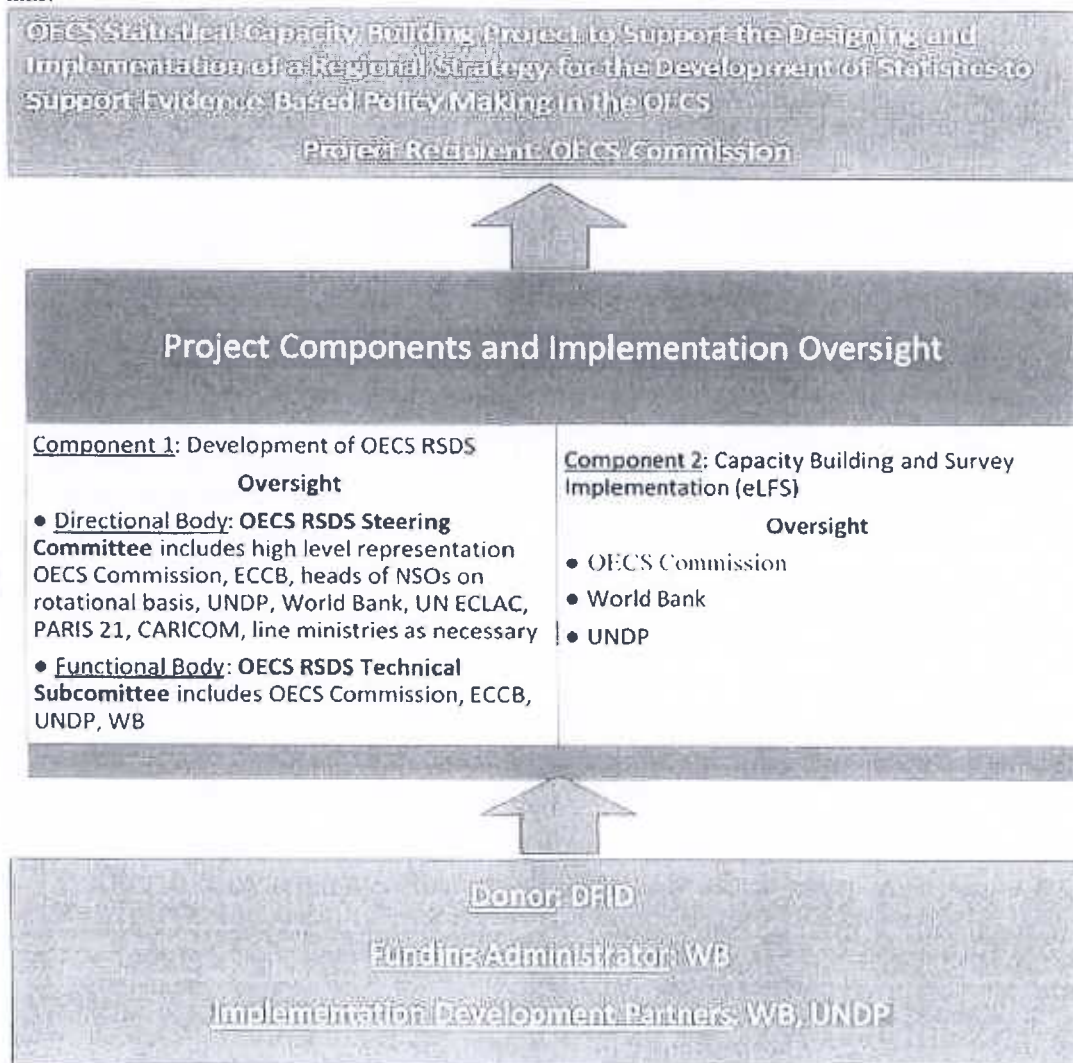 OECS Statistical Capacity Building Project to Support the Designing and
Implementation of a Regional Strategy for the Development of Statistics to
Support Evidence Based Policy Making in the OECS
Project Recipient: OECS Commission
Project Components and Implementation Oversight
Component 1: Development of OECS RSDS
Oversight
• Directional Body: OECS RSDS Steering
Committee includes high level representation
OECS Commission, ECCB, heads of NSOs on
rotational basis, UNDP, World Bank, UN ECLAC,
PARIS 21, CARICOM, line ministries as necessary
• Functional Body: OECS RSDS Technical
Subcomittee includes OECS Commission, ECCB,
UNDP, WB
Component 2: Capacity Building and Survey
Implementation (eLFS)
Oversight
• OECS Commission
• World Bank
• UNDP
Donor: DFID
Funding Administrator: WB
Implementation Development Partners: WB, UNDP